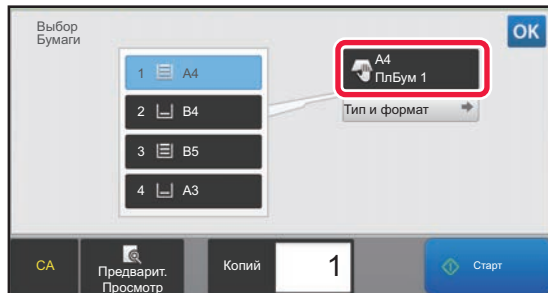 Выбор
Бумаги
OK
1 A4
2 B4
3 B5
4 A3
A4
ПлБум 1
Тип и формат
CA
Предварит.
Просмотр
Копий
1
Старт